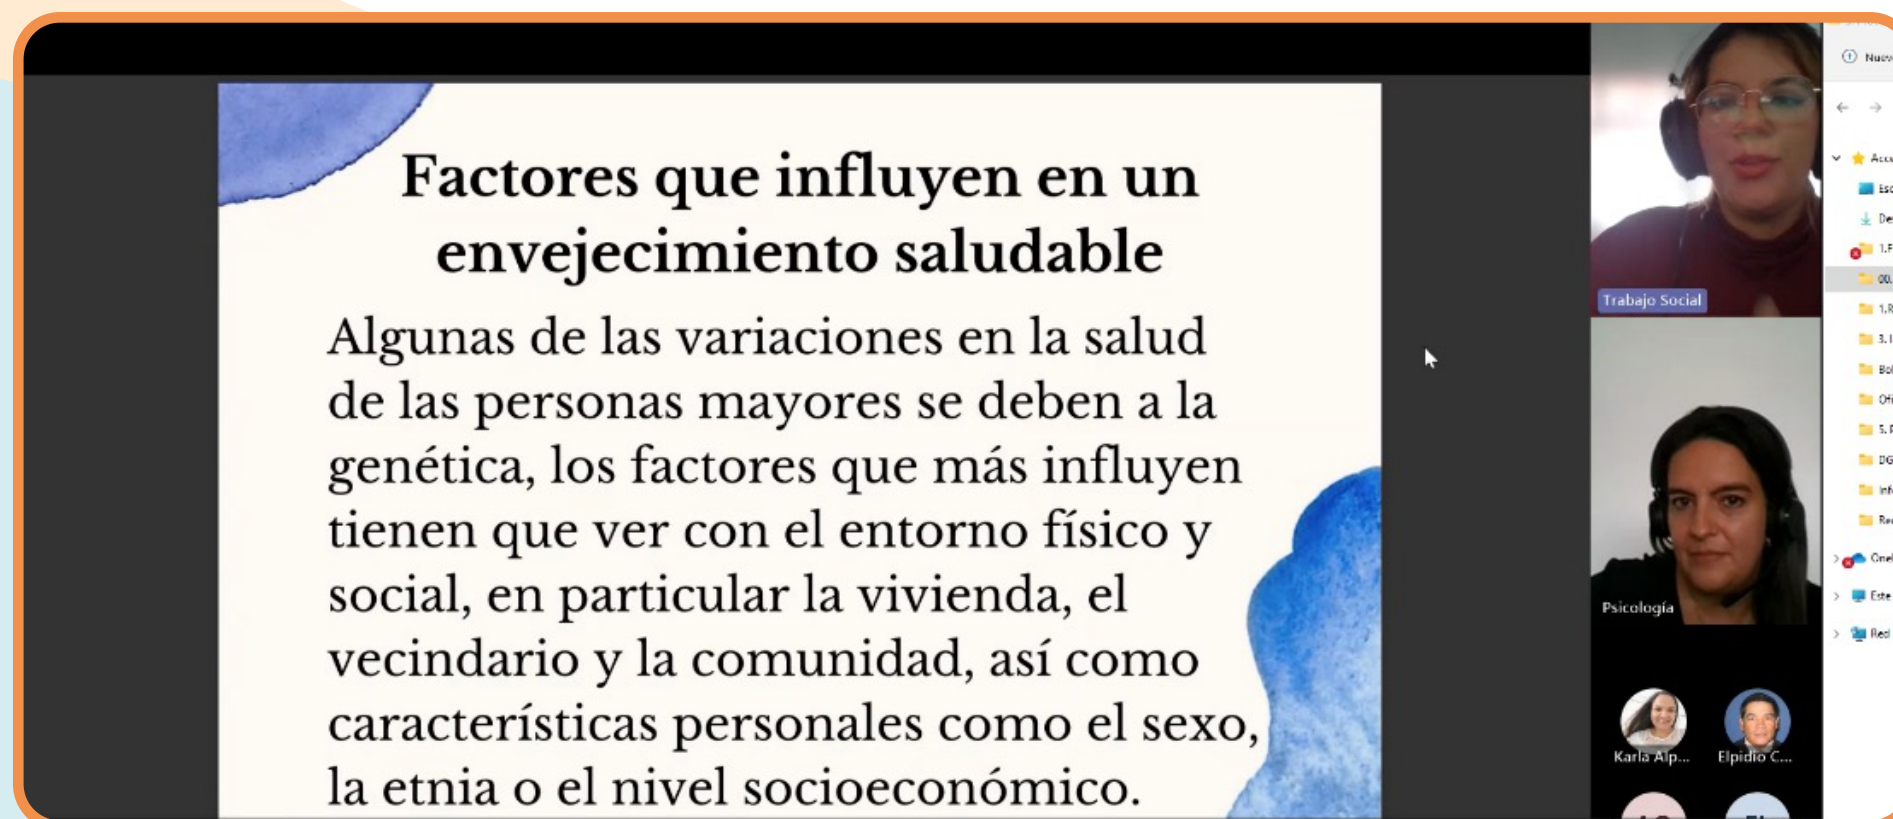 Factores que influyen en un
envejecimiento saludable
Algunas de las variaciones en la salud
de las personas mayores se deben a la
genética, los factores que más influyen
tienen que ver con el entorno físico y
social, en particular la vivienda, el
vecindario y la comunidad, así como
características personales como el sexo,
la etnia o el nivel socioeconómico.
Trabajo Social
Psicología
Karla Alp...
Elpidio C...
Este
Red